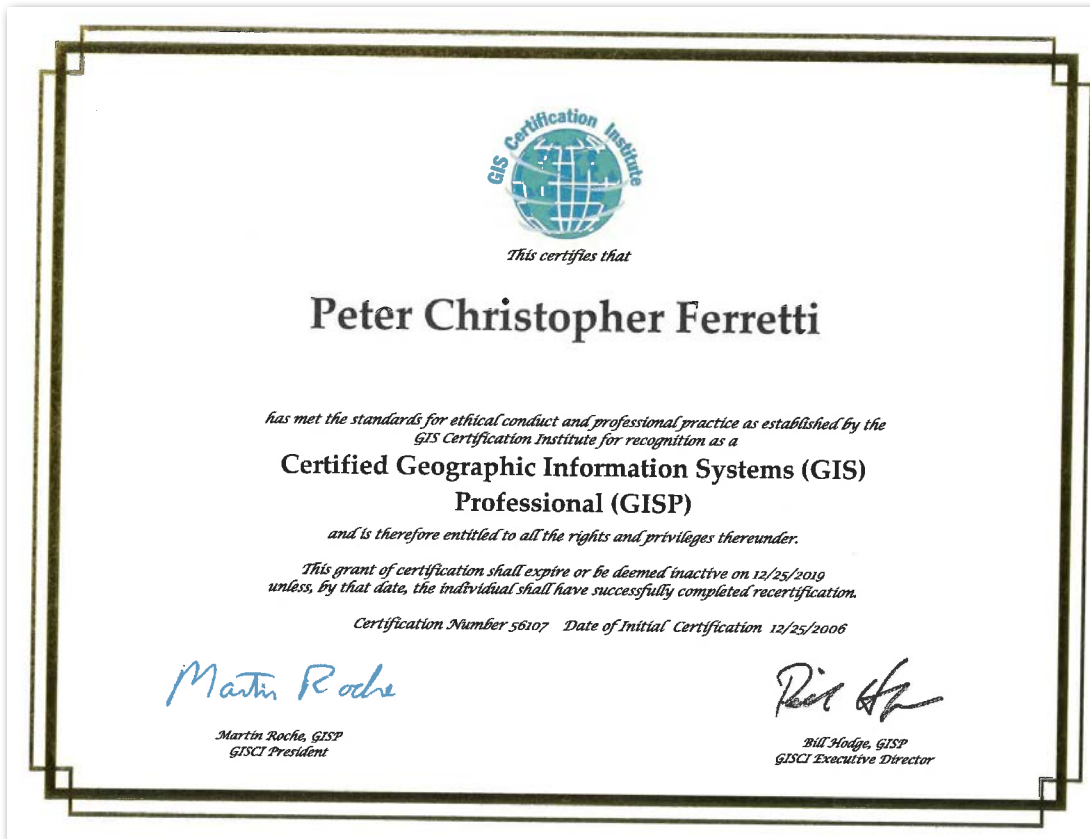 GIS Certification Institute
This certifies that
Peter Christopher Ferretti
has met the standards for ethical conduct and professional practice as established by the
GIS Certification Institute for recognition as a
Certified Geographic Information Systems (GIS)
Professional (GISP)
and is therefore entitled to all the rights and privileges thereunder.
This grant of certification shall expire or be deemed inactive on 12/25/2019
unless, by that date, the individual shall have successfully completed recertification.
Certification Number 56107 Date of Initial Certification 12/25/2006
Martin Roche
Martin Roche, GISP
GISCI President
Bill Hodge, GISP
GISCI Executive Director